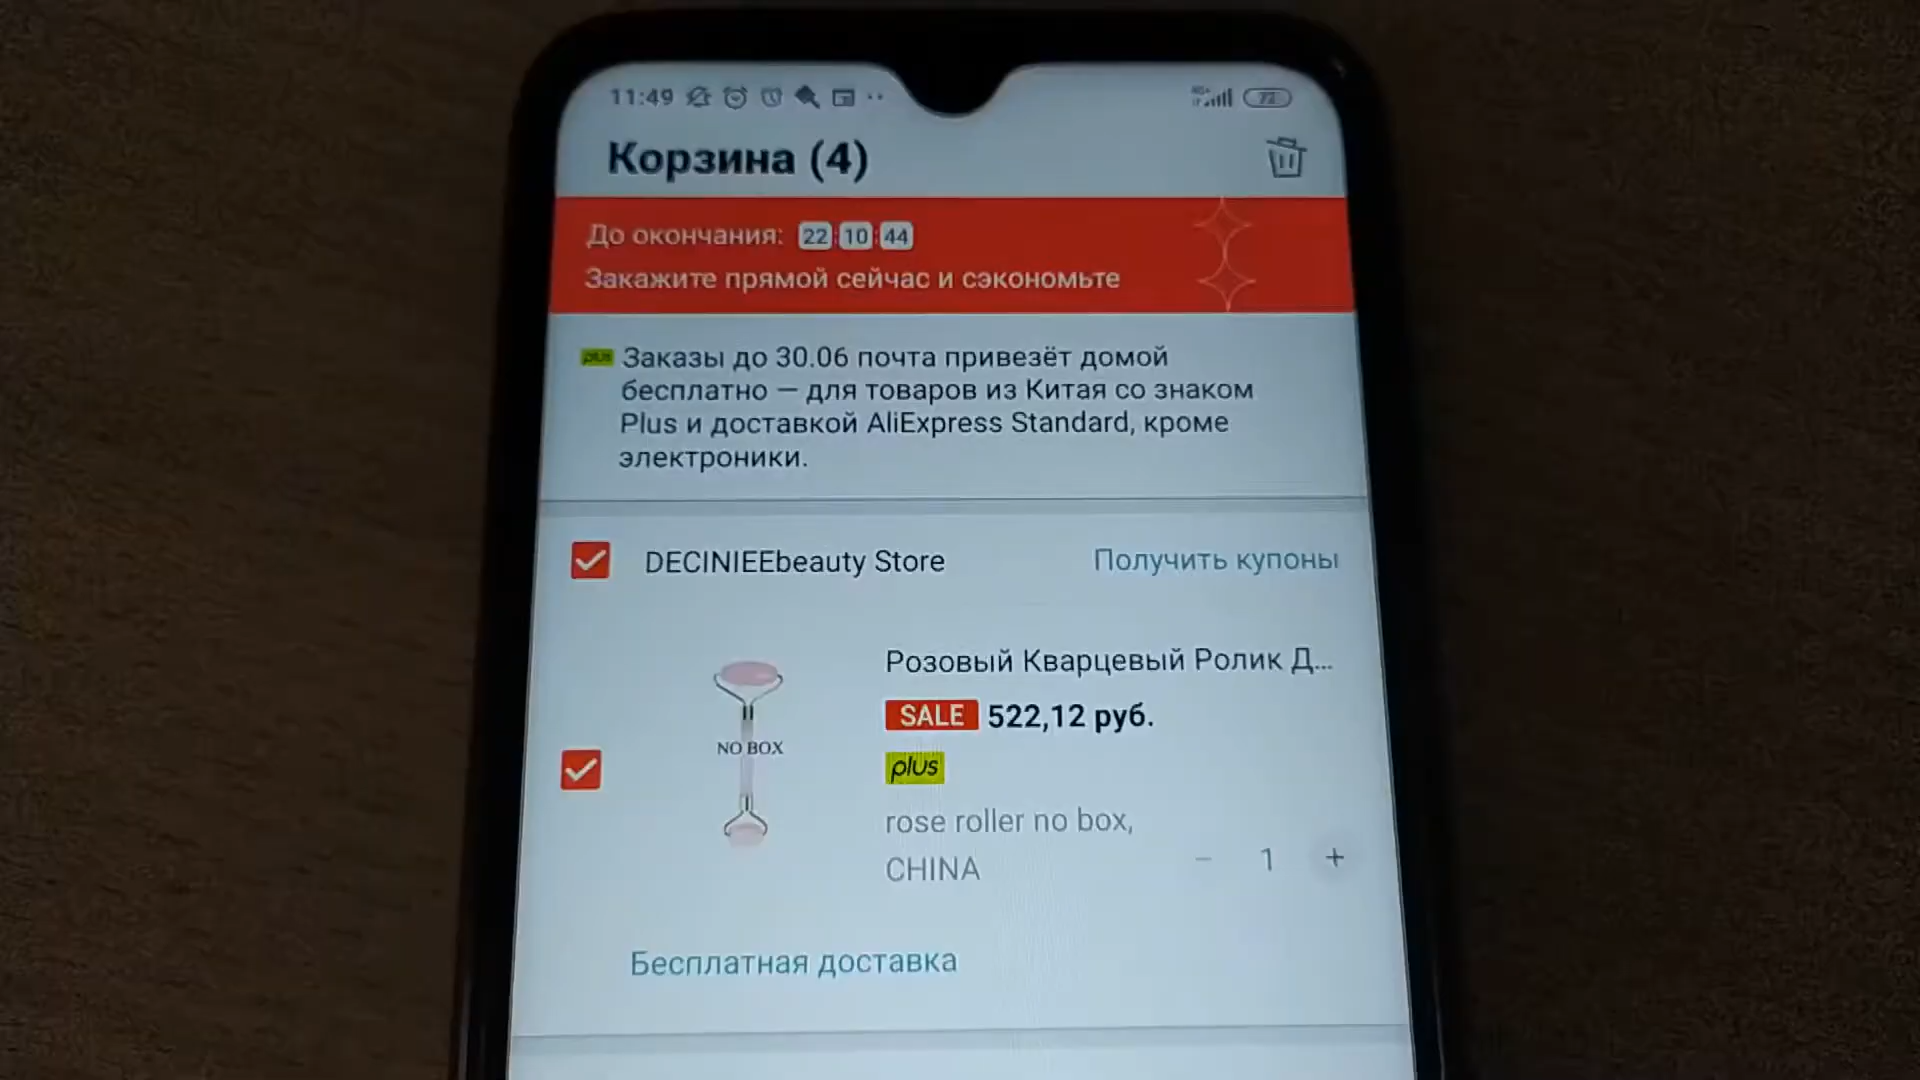 11:49
72
Корзина (4)
До окончания: 22:10:44
Закажите прямой сейчас и сэкономьте
plus Заказы до 30.06 почта привезёт домой
бесплатно — для товаров из Китая со знаком
Plus и доставкой AliExpress Standard, кроме
электроники.
DECINIEEbeauty Store
Получить купоны
Розовый Кварцевый Ролик Д...
SALE 522,12 руб.
plus
NO BOX
rose roller no box,
CHINA
− 1 +
Бесплатная доставка